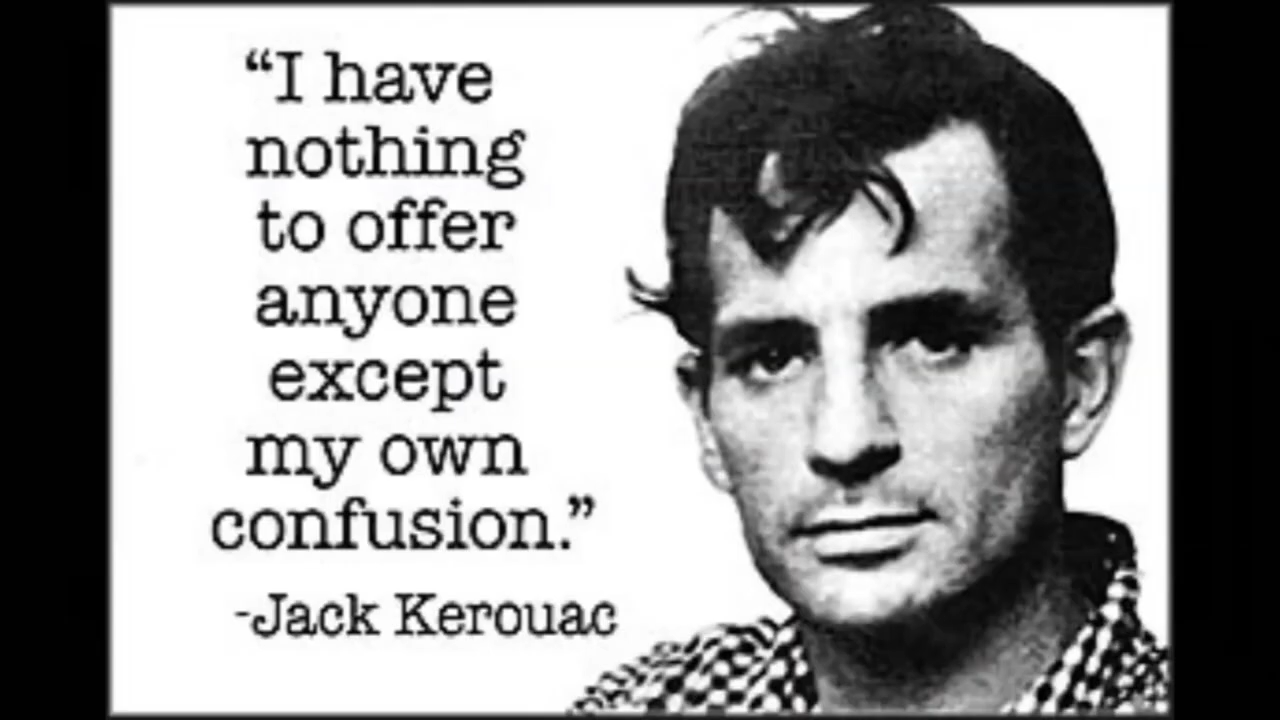 “I have
nothing
to offer
anyone
except
my own
confusion.”
-Jack Kerouac